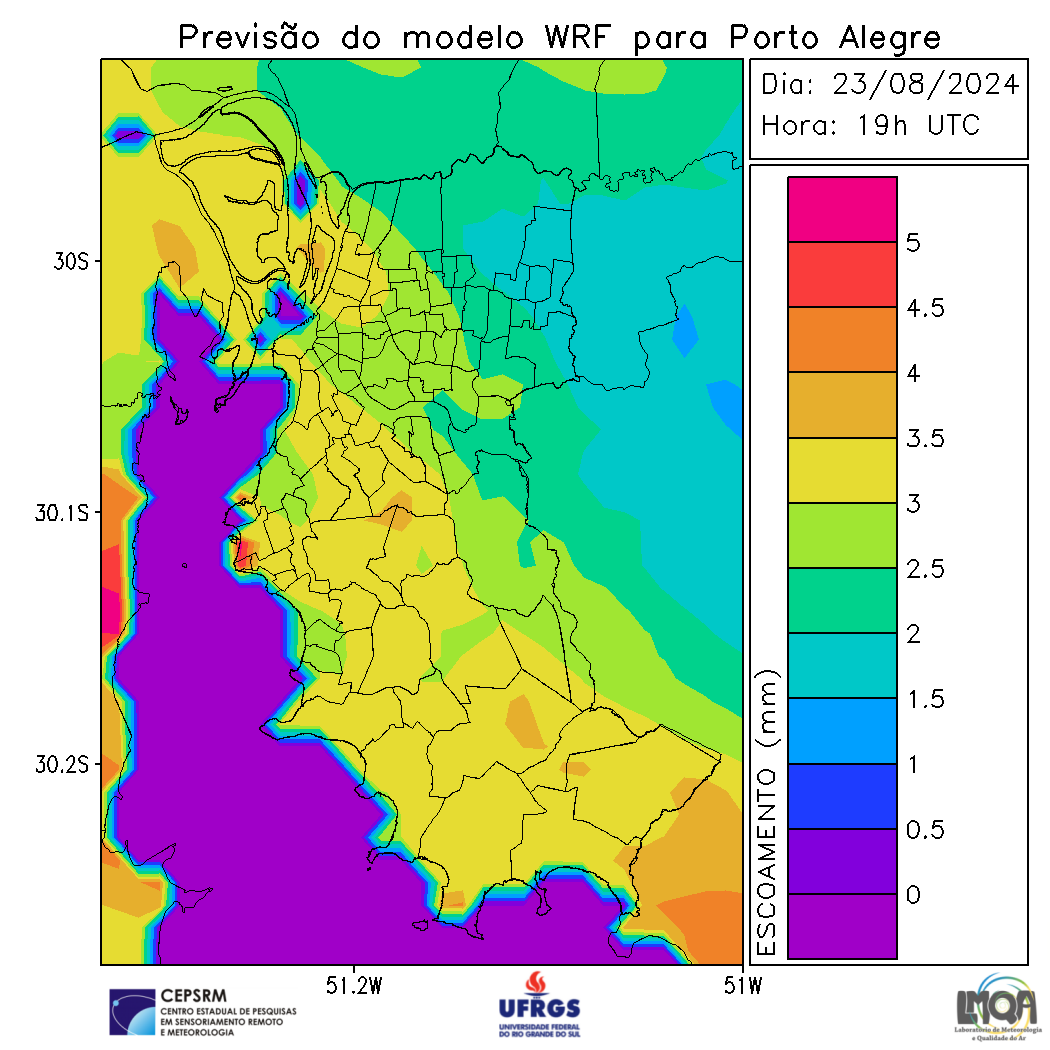 Previsão do modelo WRF para Porto Alegre
Dia: 23/08/2024
Hora: 19h UTC
30S
30.1S
30.2S
51.2W
51W
ESCOAMENTO (mm)
5
4.5
4
3.5
3
2.5
2
1.5
1
0.5
0
CEPSRM
CENTRO ESTADUAL DE PESQUISAS
EM SENSORIAMENTO REMOTO
E METEOROLOGIA
UFRGS
UNIVERSIDADE FEDERAL
DO RIO GRANDE DO SUL
LMQA
Laboratório de Meteorologia
e Qualidade do Ar